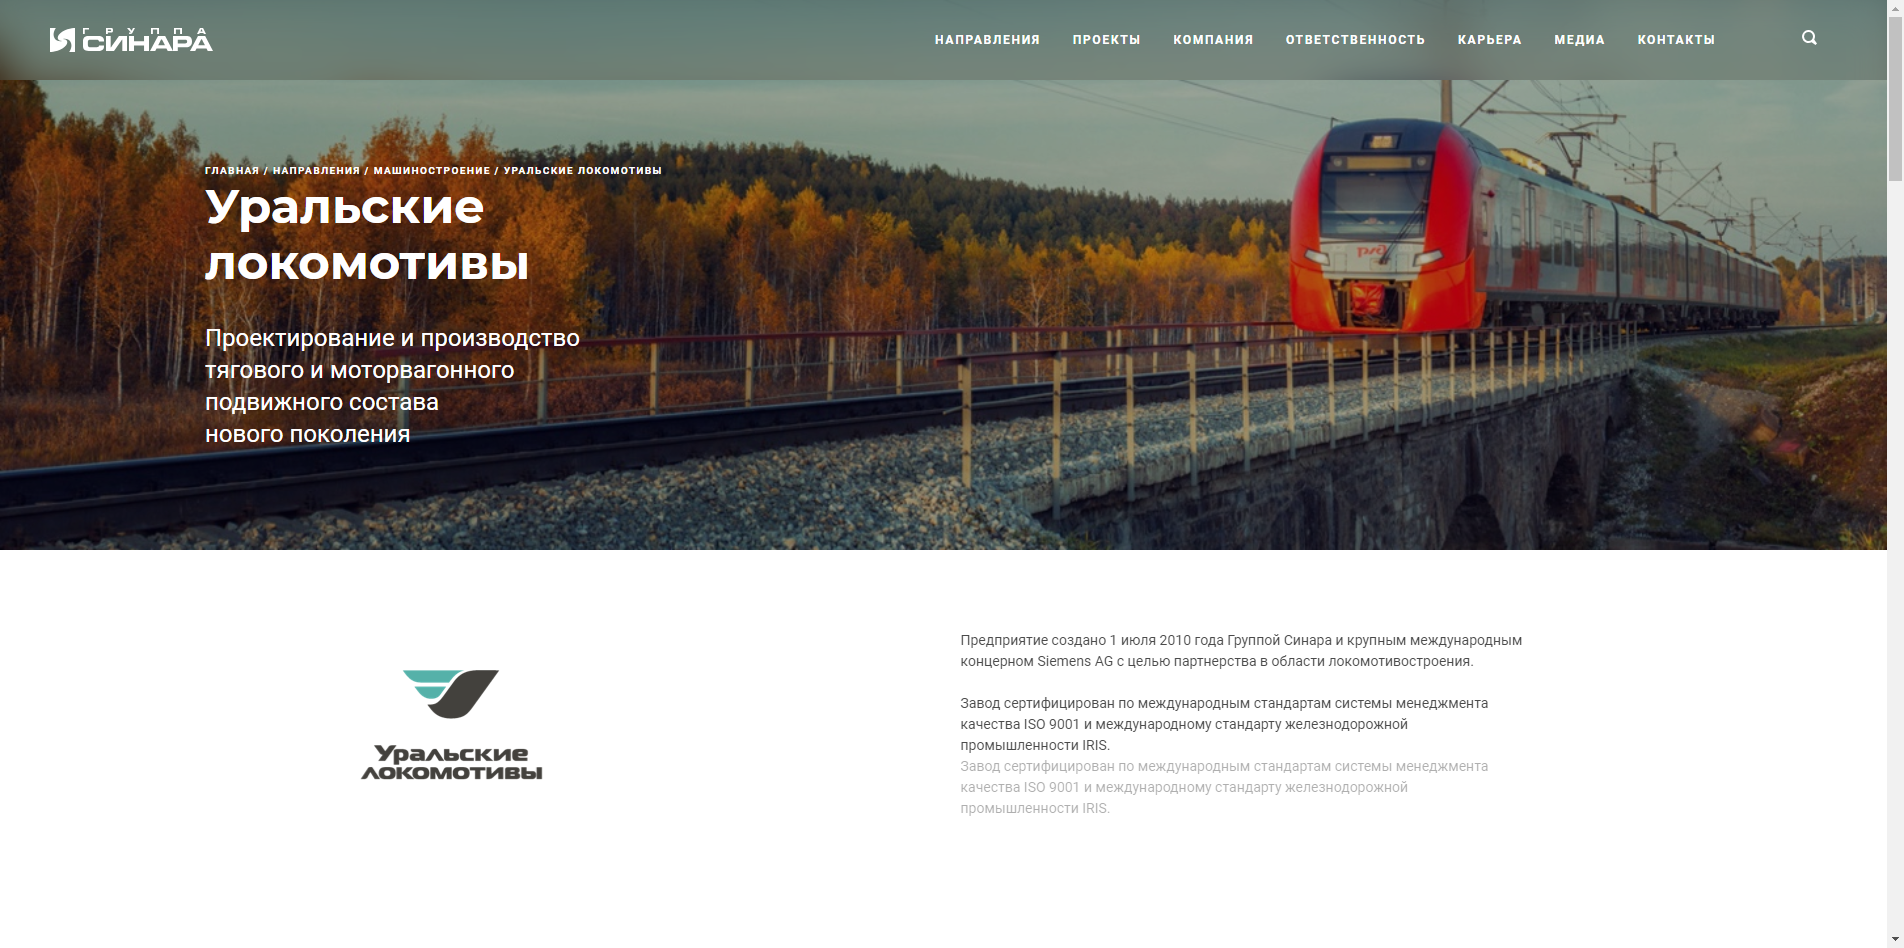 ГРУППА
СИНАРА
НАПРАВЛЕНИЯ ПРОЕКТЫ КОМПАНИЯ ОТВЕТСТВЕННОСТЬ КАРЬЕРА МЕДИА КОНТАКТЫ
ГЛАВНАЯ / НАПРАВЛЕНИЯ / МАШИНОСТРОЕНИЕ / УРАЛЬСКИЕ ЛОКОМОТИВЫ
Уральские
локомотивы
Проектирование и производство
тягового и моторвагонного
подвижного состава
нового поколения
РЖД
Уральские
локомотивы
Предприятие создано 1 июля 2010 года Группой Синара и крупным международным
концерном Siemens AG с целью партнерства в области локомотивостроения.
Завод сертифицирован по международным стандартам системы менеджмента
качества ISO 9001 и международному стандарту железнодорожной
промышленности IRIS.
Завод сертифицирован по международным стандартам системы менеджмента
качества ISO 9001 и международному стандарту железнодорожной
промышленности IRIS.